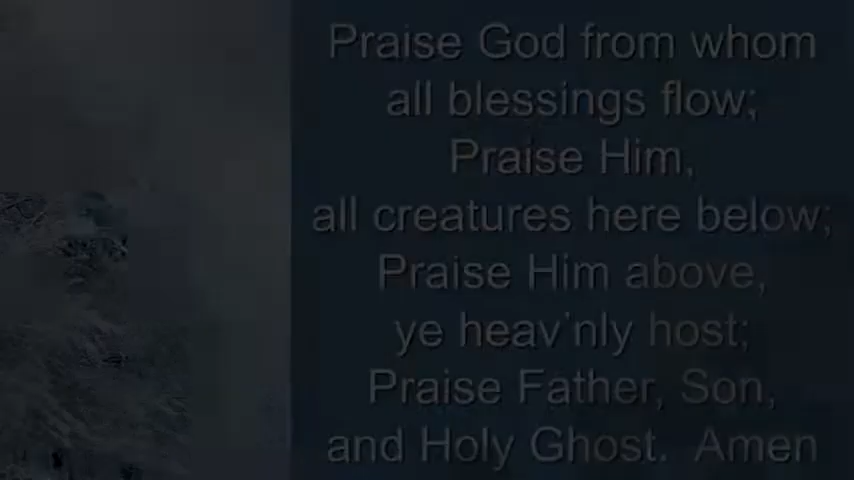 Praise God from whom
all blessings flow;
Praise Him,
all creatures here below;
Praise Him above,
ye heav'nly host;
Praise Father, Son,
and Holy Ghost.  Amen